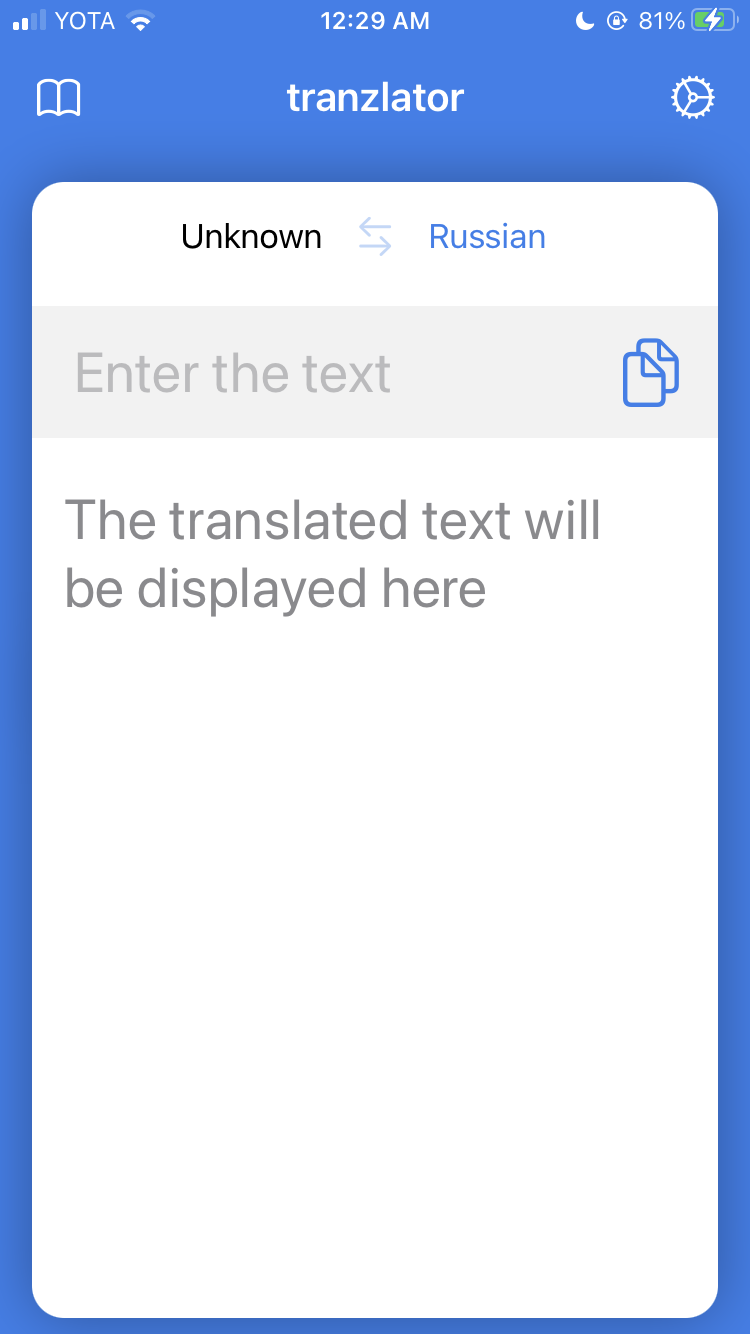 YOTA 12:29 AM 81%
tranzlator
Unknown Russian
Enter the text
The translated text will
be displayed here